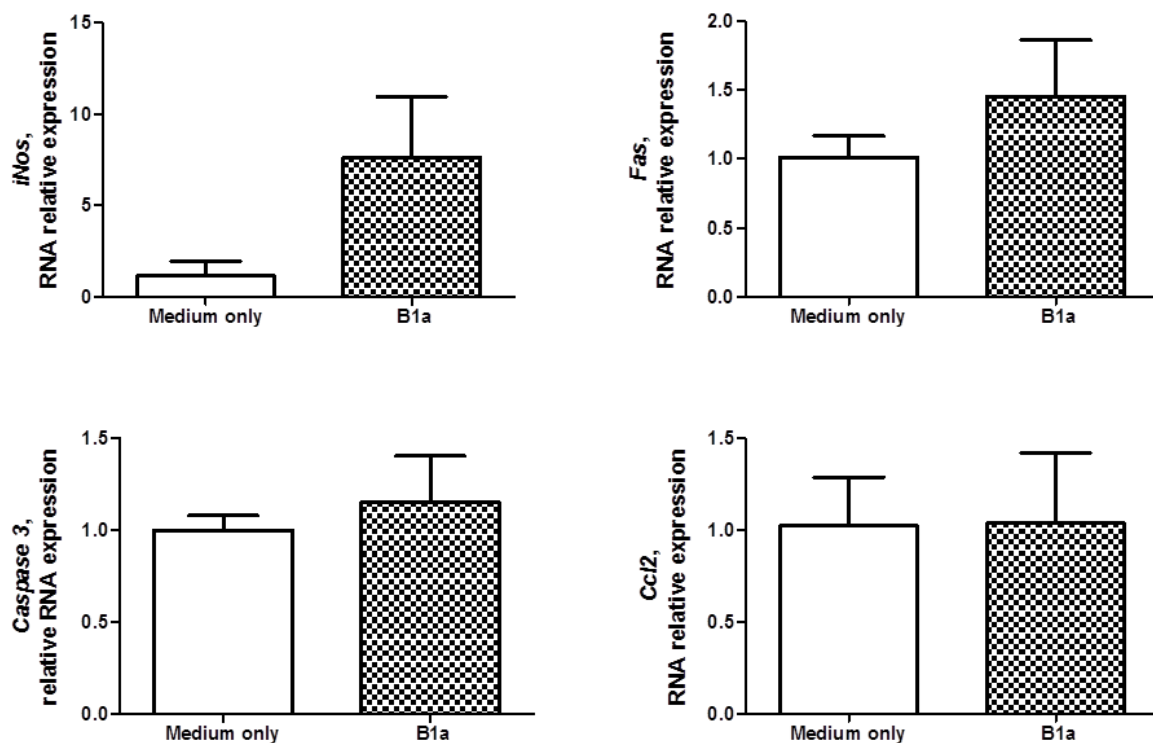 iNos,
RNA relative expression
15
10
5
0
Medium only
B1a
Fas,
RNA relative expression
2.0
1.5
1.0
0.5
0.0
Medium only
B1a
Caspase 3,
relative RNA expression
1.5
1.0
0.5
0.0
Medium only
B1a
Ccl2,
RNA relative expression
1.5
1.0
0.5
0.0
Medium only
B1a